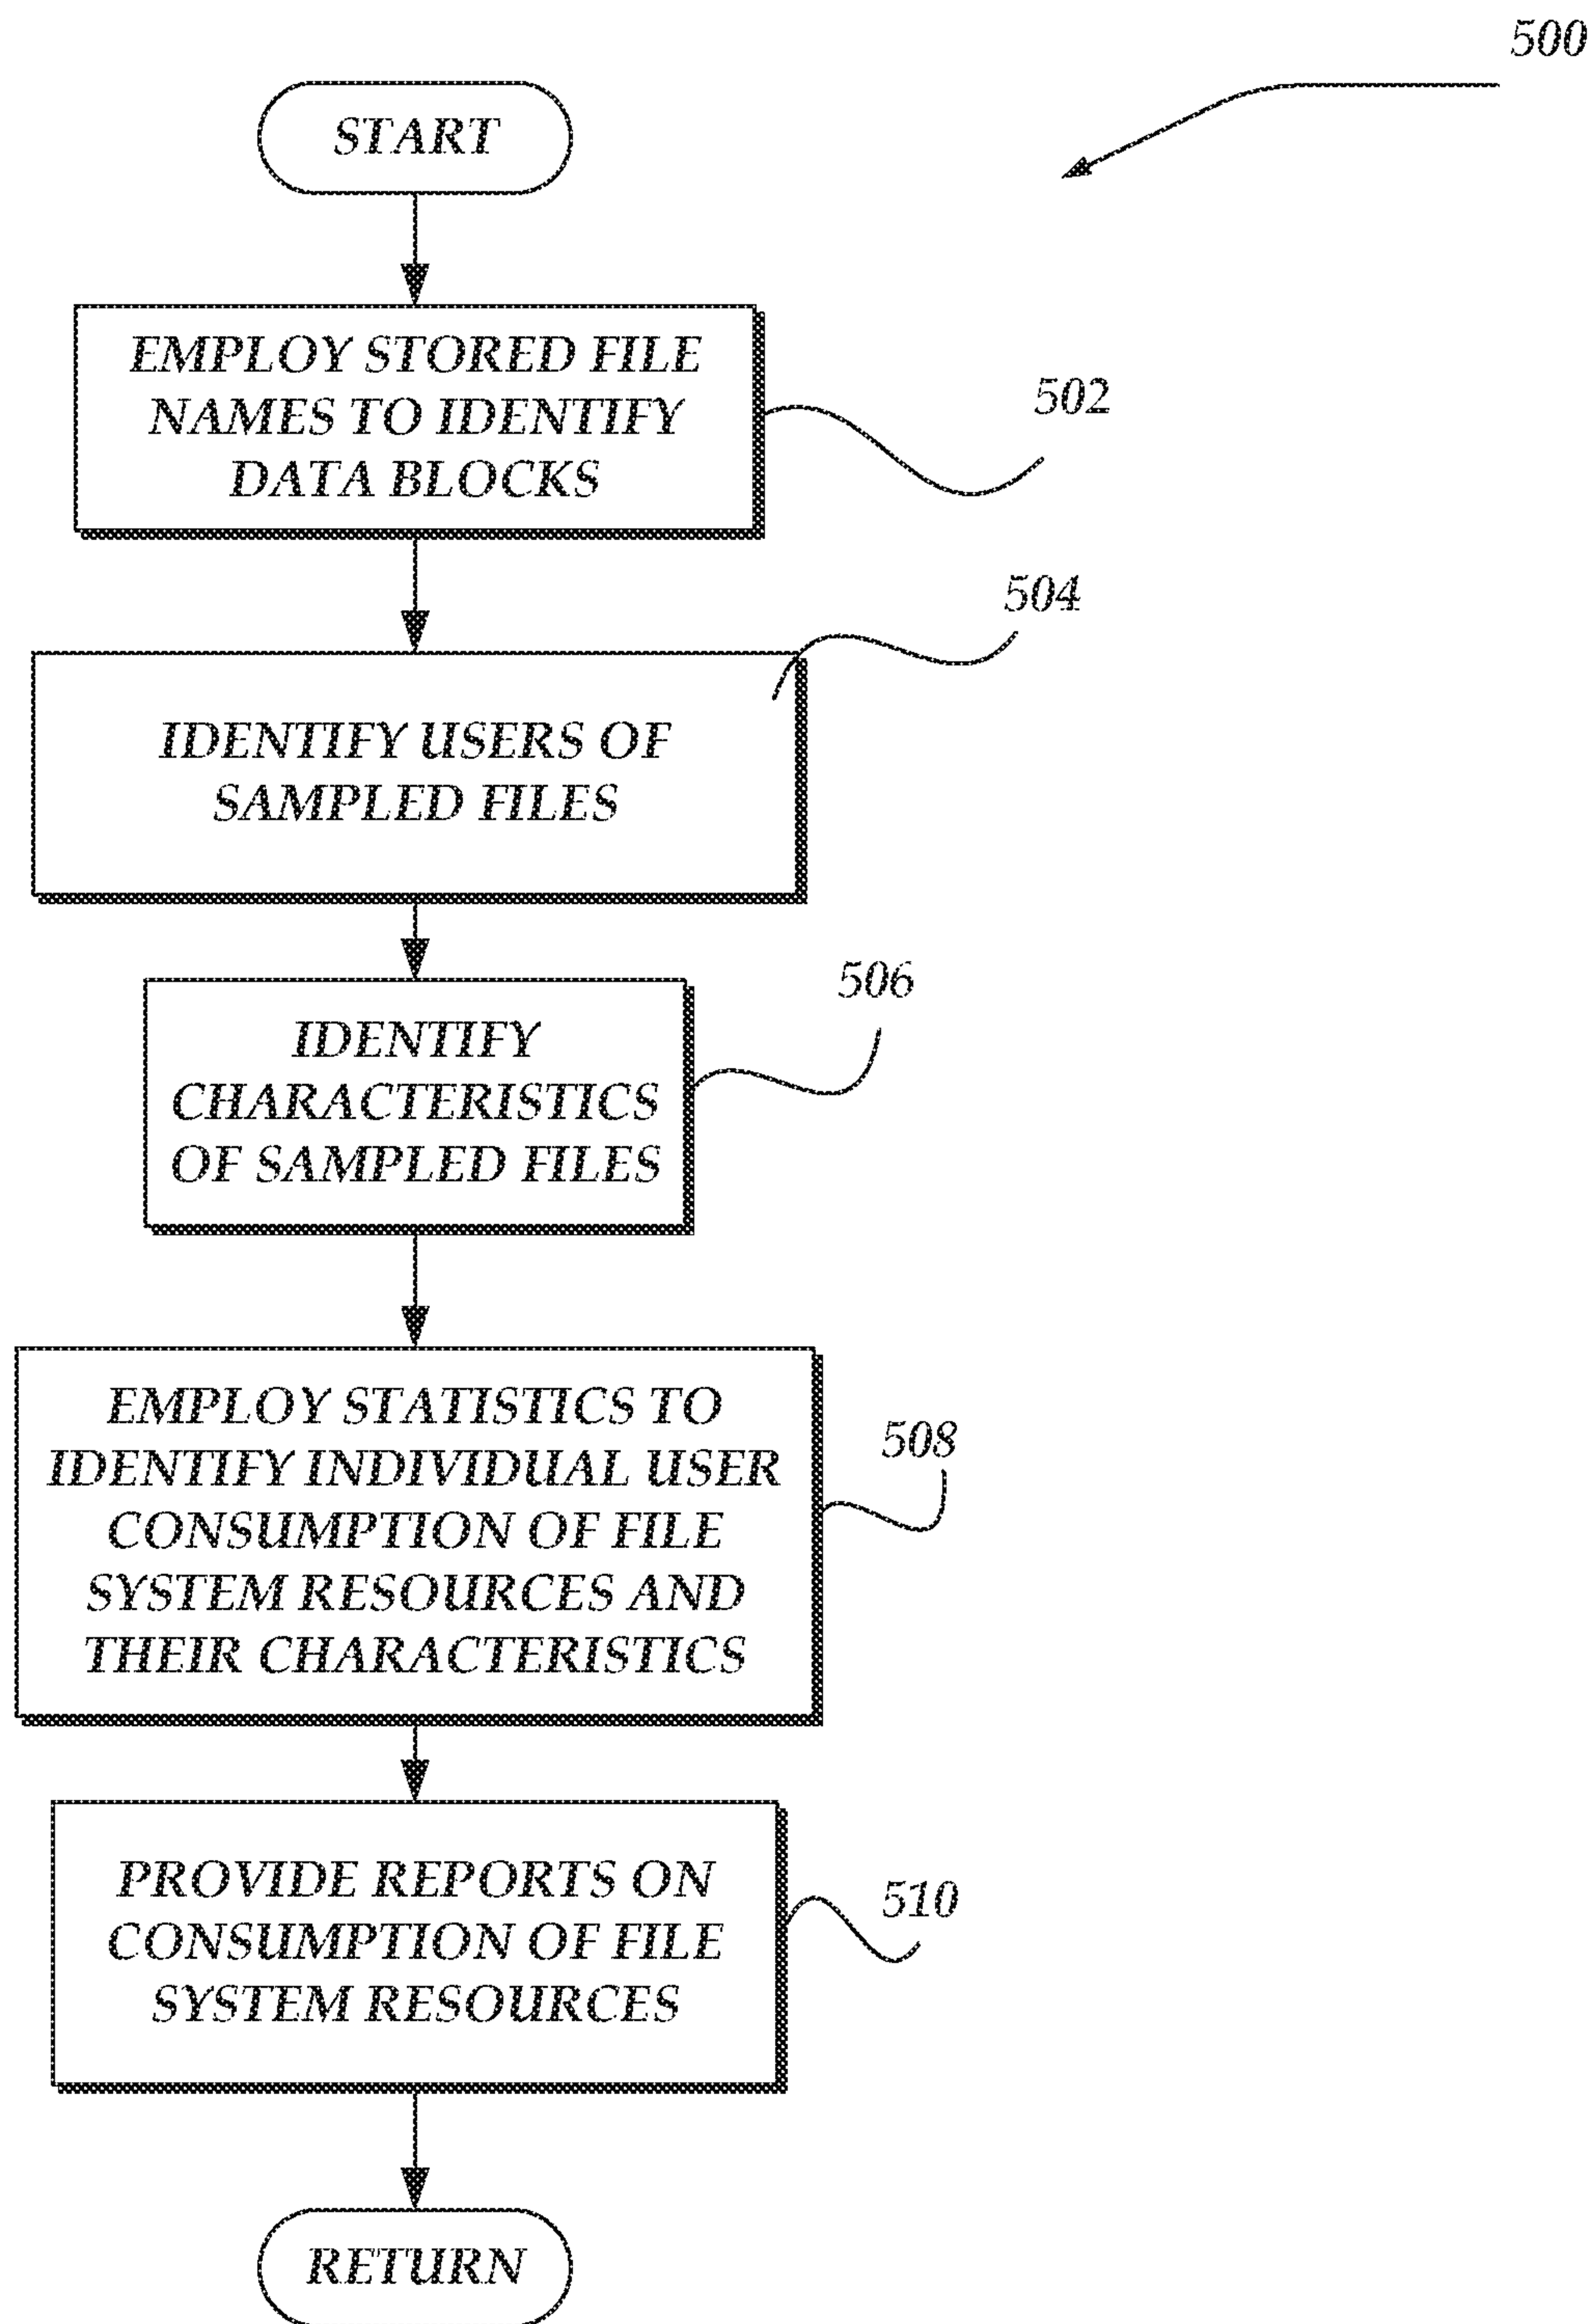 500
START
EMPLOY STORED FILE
NAMES TO IDENTIFY
DATA BLOCKS
502
504
IDENTIFY USERS OF
SAMPLED FILES
506
IDENTIFY
CHARACTERISTICS
OF SAMPLED FILES
EMPLOY STATISTICS TO
IDENTIFY INDIVIDUAL USER
CONSUMPTION OF FILE
SYSTEM RESOURCES AND
THEIR CHARACTERISTICS
508
PROVIDE REPORTS ON
CONSUMPTION OF FILE
SYSTEM RESOURCES
510
RETURN